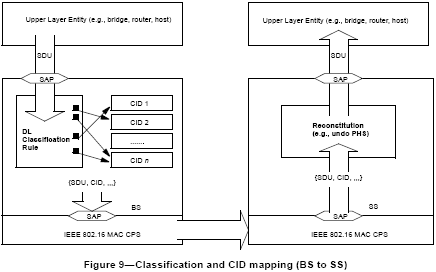 Upper Layer Entity (e.g., bridge, router, host)
SDU
SAP
DL
Classification
Rule
CID 1
CID 2
.......
CID n
{SDU, CID, ,,,}
SAP
BS
IEEE 802.16 MAC CPS
Upper Layer Entity (e.g., bridge, router, host)
SDU
SAP
Reconstitution
(e.g., undo PHS)
{SDU, CID, ,,,}
SAP
SS
IEEE 802.16 MAC CPS
Figure 9—Classification and CID mapping (BS to SS)